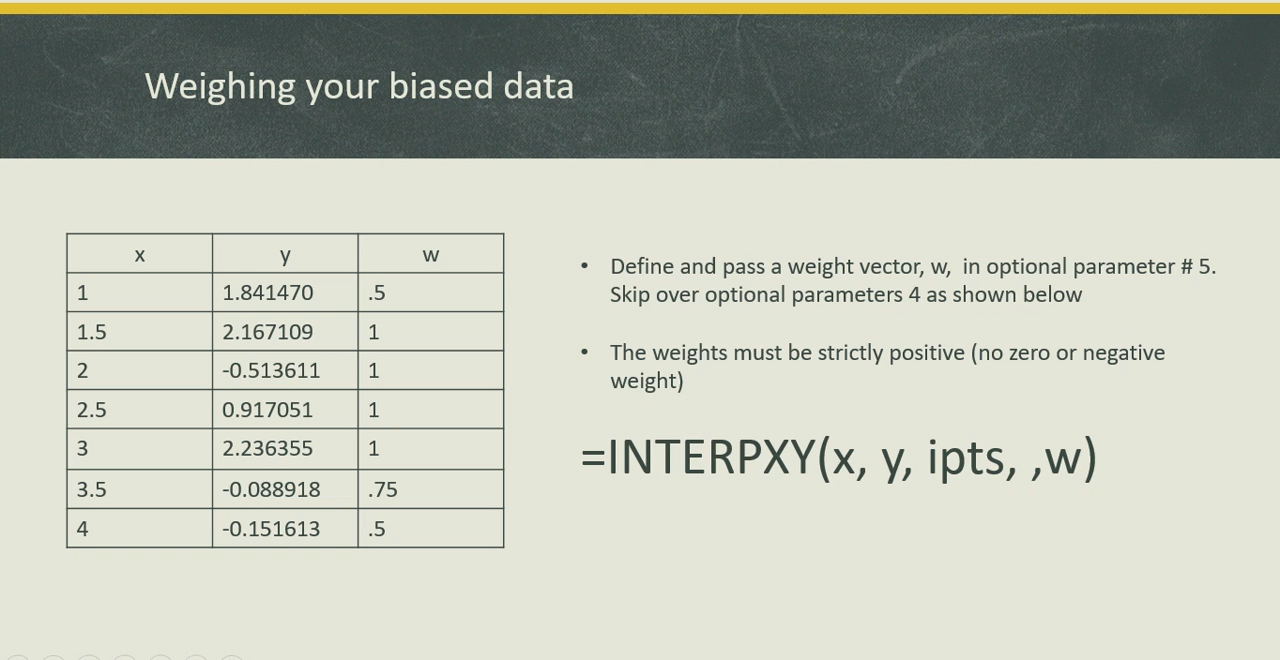 Weighing your biased data
x y w
1 1.841470 .5
1.5 2.167109 1
2 -0.513611 1
2.5 0.917051 1
3 2.236355 1
3.5 -0.088918 .75
4 -0.151613 .5
• Define and pass a weight vector, w,  in optional parameter # 5.
Skip over optional parameters 4 as shown below
• The weights must be strictly positive (no zero or negative
weight)
=INTERPXY(x, y, ipts, ,w)